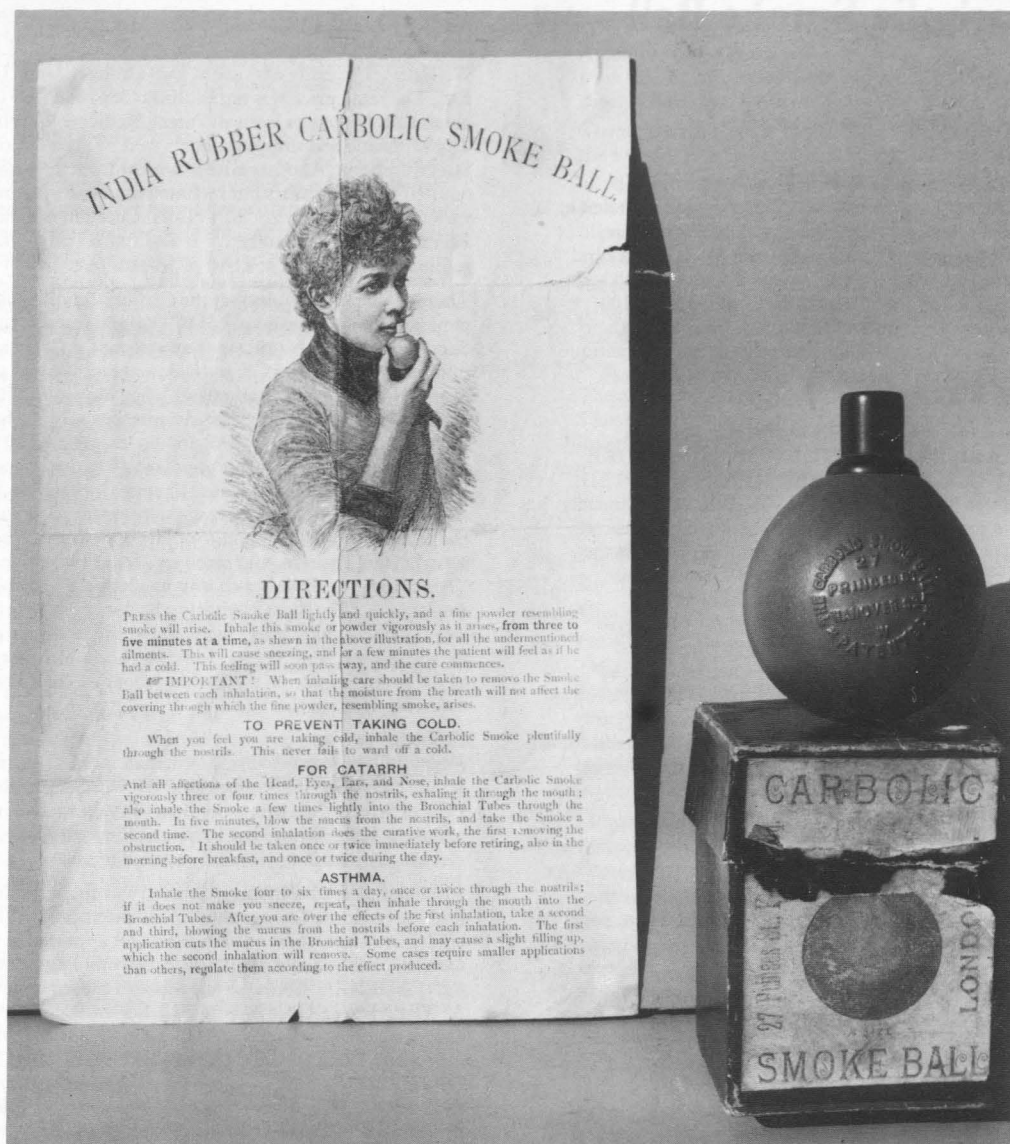 INDIA RUBBER CARBOLIC SMOKE BALL.
DIRECTIONS.
PRESS the Carbolic Smoke Ball lightly and quickly, and a fine powder resembling
smoke will arise. Inhale this smoke or powder vigorously as it arises, from three to
five minutes at a time, as shewn in the above illustration, for all the undermentioned
ailments. This will cause sneezing, and for a few minutes the patient will feel as if he
had a cold. This feeling will soon pass away, and the cure commences.
☞ IMPORTANT! When inhaling care should be taken to remove the Smoke
Ball between each inhalation, so that the moisture from the breath will not affect the
covering through which the fine powder, resembling smoke, arises.
TO PREVENT TAKING COLD.
When you feel you are taking cold, inhale the Carbolic Smoke plentifully
through the nostrils. This never fails to ward off a cold.
FOR CATARRH
And all affections of the Head, Eyes, Ears, and Nose, inhale the Carbolic Smoke
vigorously three or four times through the nostrils, exhaling it through the mouth;
also inhale the Smoke a few times lightly into the Bronchial Tubes through the
mouth. In five minutes, blow the mucus from the nostrils, and take the Smoke a
second time. The second inhalation does the curative work, the first removing the
obstruction. It should be taken once or twice immediately before retiring, also in the
morning before breakfast, and once or twice during the day.
ASTHMA.
Inhale the Smoke four to six times a day, once or twice through the nostrils;
if it does not make you sneeze, repeat, then inhale through the mouth into the
Bronchial Tubes. After you are over the effects of the first inhalation, take a second
and third, blowing the mucus from the nostrils before each inhalation. The first
application cuts the mucus in the Bronchial Tubes, and may cause a slight filling up,
which the second inhalation will remove. Some cases require smaller applications
than others, regulate them according to the effect produced.
THE CARBOLIC SMOKE BALL
27
PRINCES ST
HANOVER SQ
W
PATENT
CARBOLIC
27 Princes st.,
LONDON
SMOKE BALL